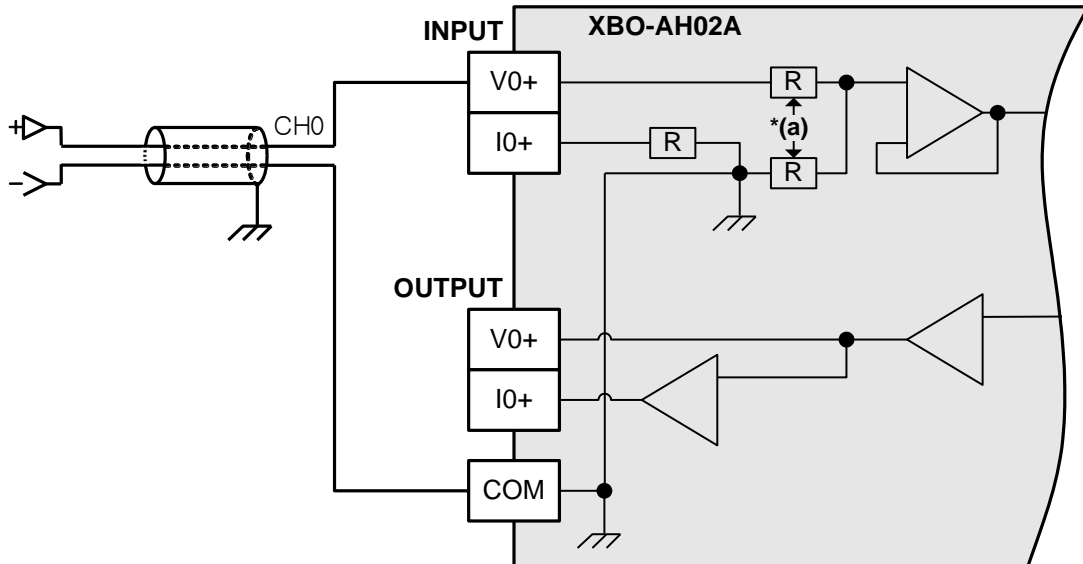 INPUT
XBO-AH02A
V0+
R
CH0
*(a)
I0+
R
R
OUTPUT
V0+
I0+
COM
+
-